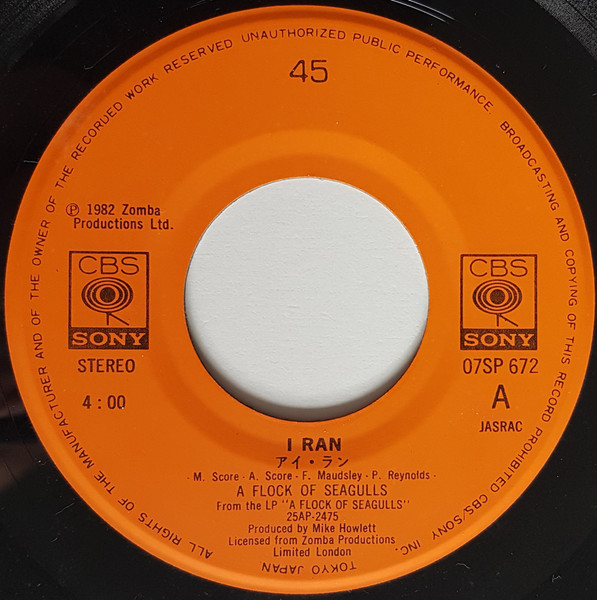 ALL RIGHTS OF THE MANUFACTURER AND OF THE OWNER OF THE RECORDED WORK RESERVED UNAUTHORIZED PUBLIC PERFORMANCE. BROADCASTING AND COPYING OF THIS RECORD PROHIBITED CBS/SONY INC.
TOKYO JAPAN
45
Ⓟ 1982 Zomba
Productions Ltd.
CBS
SONY
STEREO
4:00
CBS
SONY
07SP 672
A
JASRAC
I RAN
アイ・ラン
- M. Score - A. Score - F. Maudsley - P. Reynolds -
A FLOCK OF SEAGULLS
From the LP "A FLOCK OF SEAGULLS"
25AP-2475
Produced by Mike Howlett
Licensed from Zomba Productions
Limited London